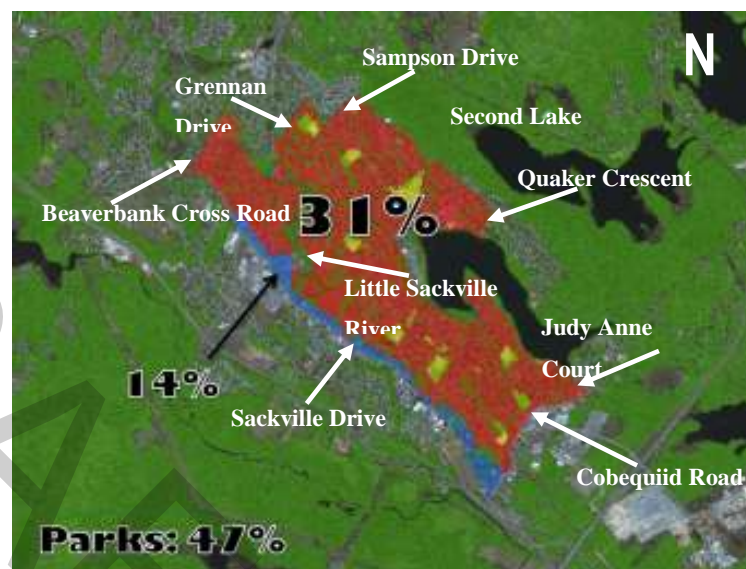 N
Sampson Drive
Grennan
Drive
Second Lake
Quaker Crescent
Beaverbank Cross Road
31%
Little Sackville
River
Judy Anne
Court
14%
Sackville Drive
Cobequiid Road
Parks: 47%